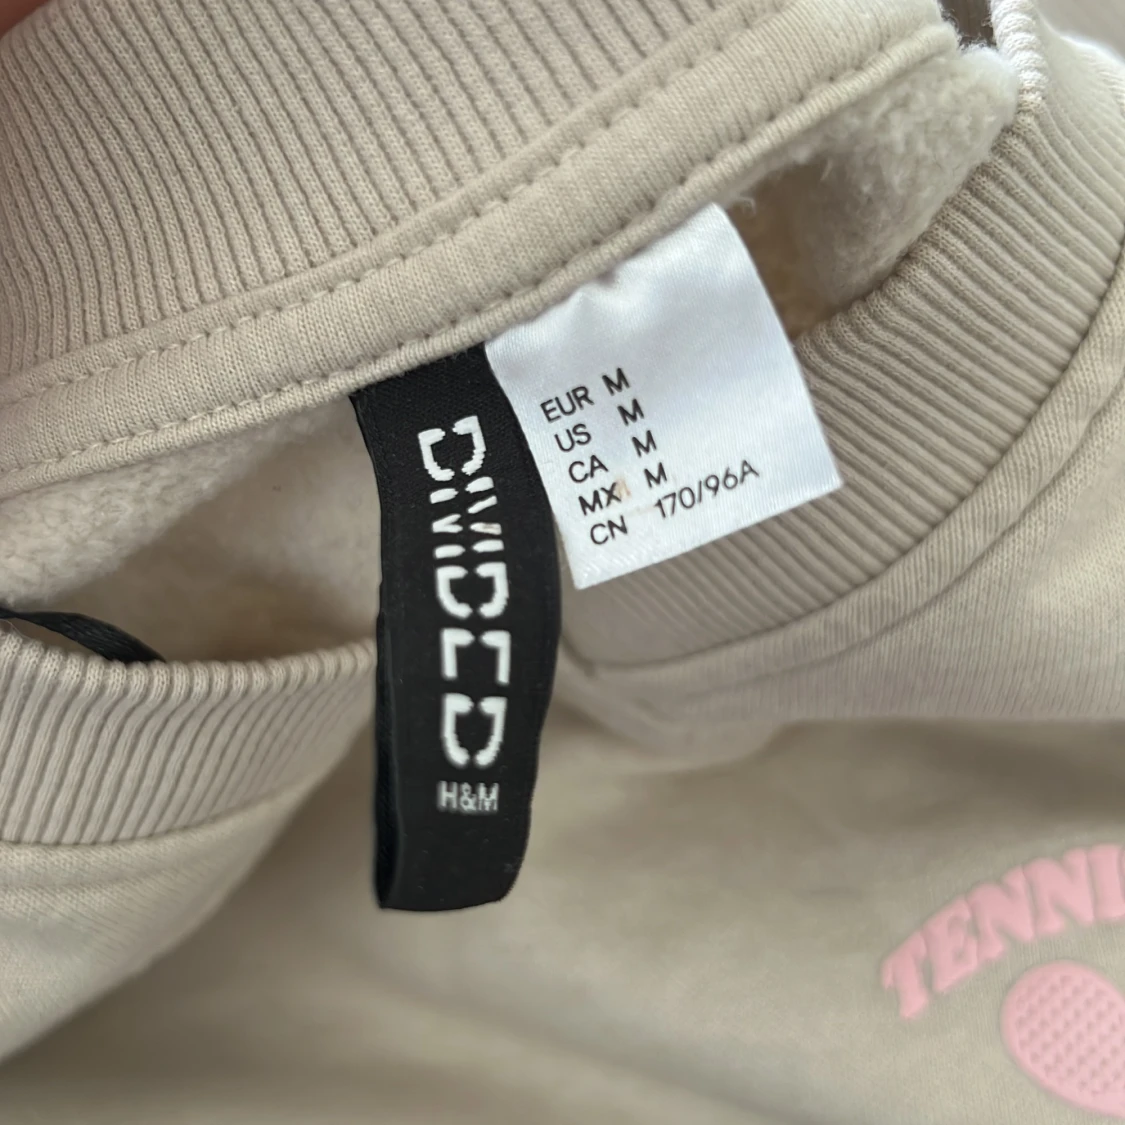 DIVIDED
H&M
EUR M
US M
CA M
MX M
CN 170/96A
TENNI